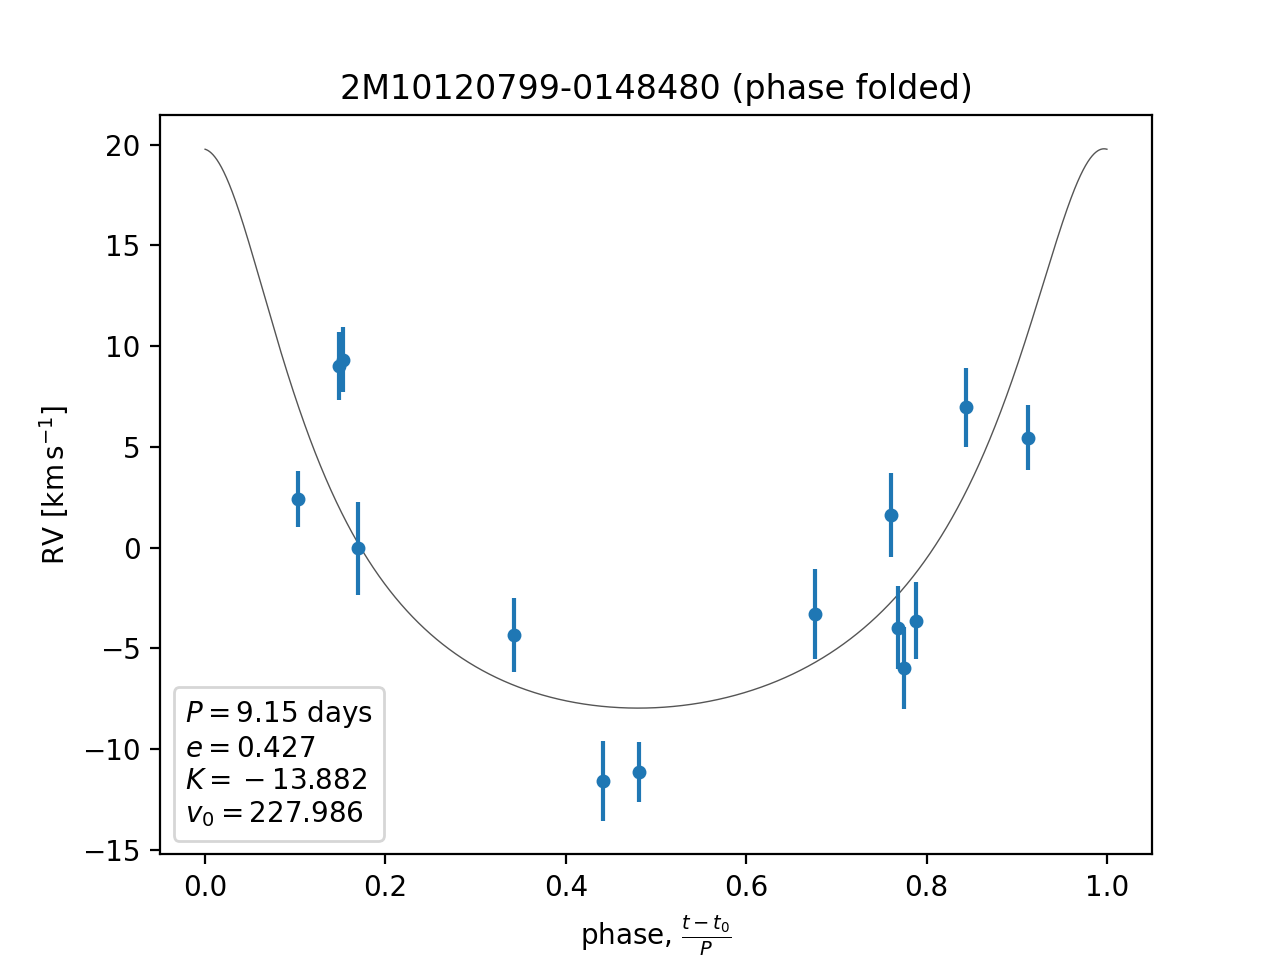 2M10120799-0148480 (phase folded)
20
15
10
5
0
−5
−10
−15
RV [km s⁻¹]
P = 9.15 days
e = 0.427
K = −13.882
v₀ = 227.986
0.0 0.2 0.4 0.6 0.8 1.0
phase, (t − t₀)/P